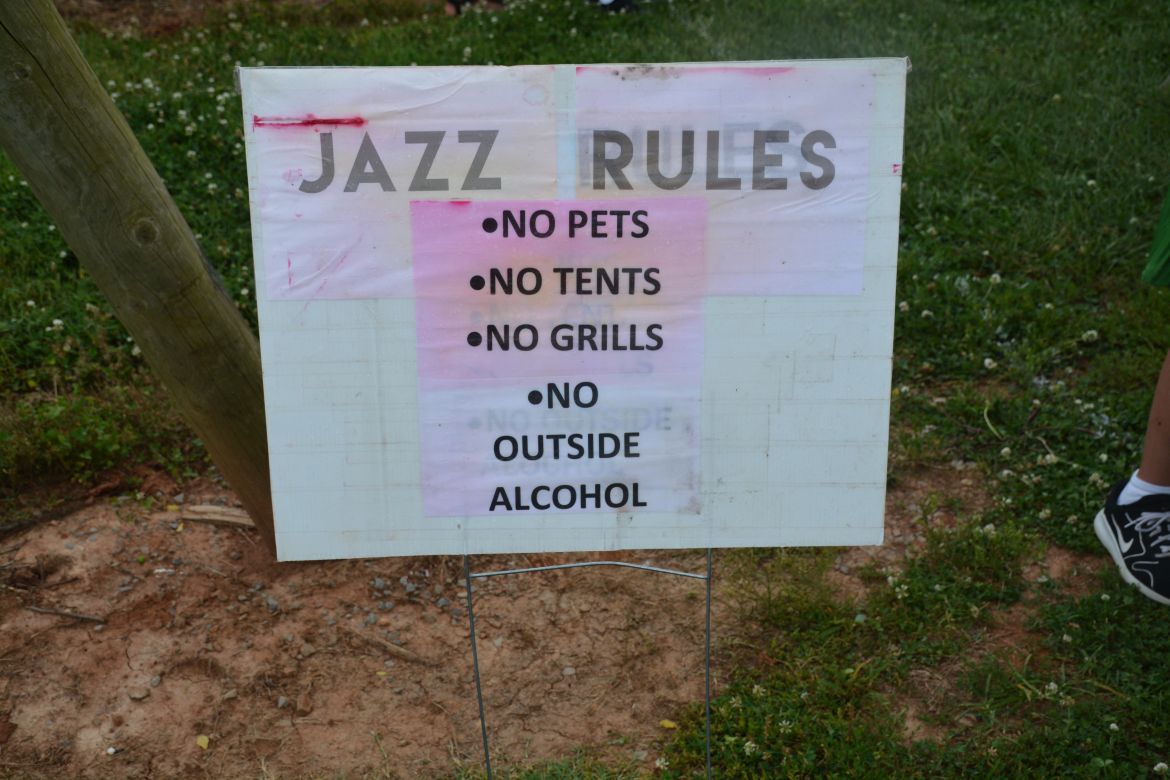 JAZZ RULES
•NO PETS
•NO TENTS
•NO GRILLS
•NO
OUTSIDE
ALCOHOL